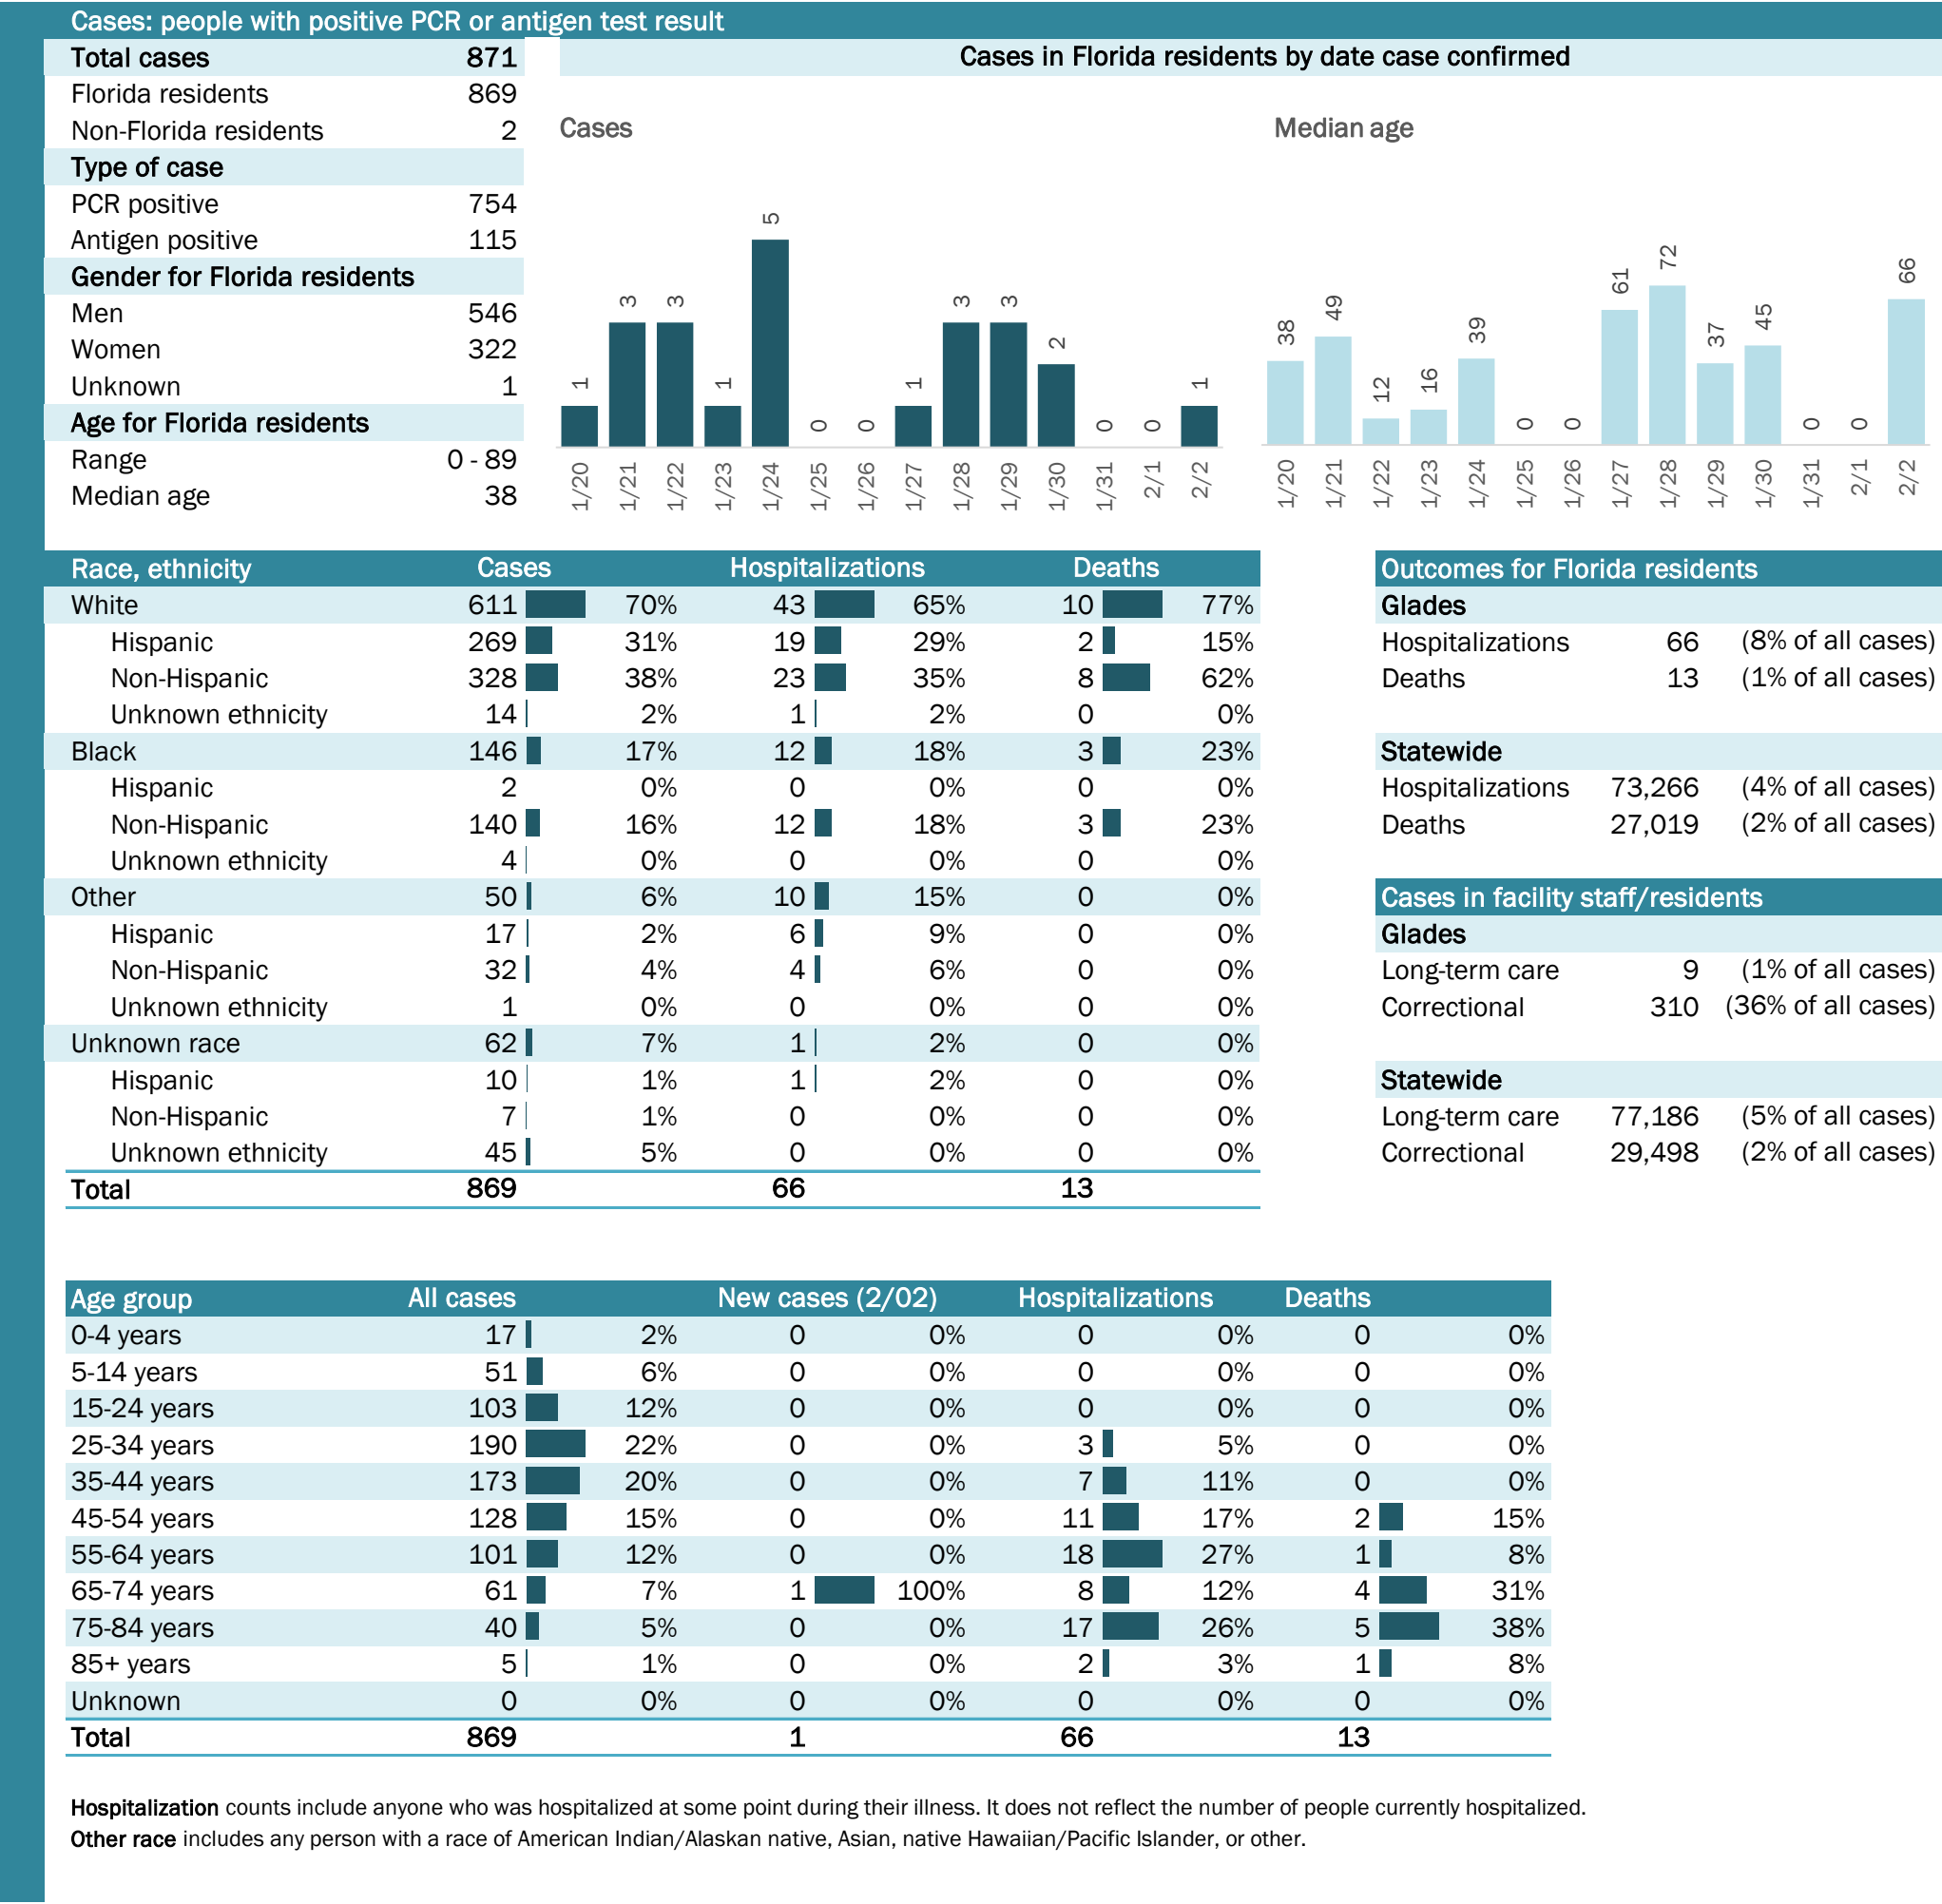 Cases: people with positive PCR or antigen test result
Total cases 871
Florida residents 869
Non-Florida residents 2
Type of case
PCR positive 754
Antigen positive 115
Gender for Florida residents
Men 546
Women 322
Unknown 1
Age for Florida residents
Range 0 - 89
Median age 38
Cases in Florida residents by date case confirmed
Cases
1 3 3 1 5 0 0 1 3 3 2 0 0 1
1/20 1/21 1/22 1/23 1/24 1/25 1/26 1/27 1/28 1/29 1/30 1/31 2/1 2/2
Median age
38 49 12 16 39 0 0 61 72 37 45 0 0 66
1/20 1/21 1/22 1/23 1/24 1/25 1/26 1/27 1/28 1/29 1/30 1/31 2/1 2/2
Race, ethnicity Cases Hospitalizations Deaths
White 611 70% 43 65% 10 77%
Hispanic 269 31% 19 29% 2 15%
Non-Hispanic 328 38% 23 35% 8 62%
Unknown ethnicity 14 2% 1 2% 0 0%
Black 146 17% 12 18% 3 23%
Hispanic 2 0% 0 0% 0 0%
Non-Hispanic 140 16% 12 18% 3 23%
Unknown ethnicity 4 0% 0 0% 0 0%
Other 50 6% 10 15% 0 0%
Hispanic 17 2% 6 9% 0 0%
Non-Hispanic 32 4% 4 6% 0 0%
Unknown ethnicity 1 0% 0 0% 0 0%
Unknown race 62 7% 1 2% 0 0%
Hispanic 10 1% 1 2% 0 0%
Non-Hispanic 7 1% 0 0% 0 0%
Unknown ethnicity 45 5% 0 0% 0 0%
Total 869 66 13
Outcomes for Florida residents
Glades
Hospitalizations 66 (8% of all cases)
Deaths 13 (1% of all cases)
Statewide
Hospitalizations 73,266 (4% of all cases)
Deaths 27,019 (2% of all cases)
Cases in facility staff/residents
Glades
Long-term care 9 (1% of all cases)
Correctional 310 (36% of all cases)
Statewide
Long-term care 77,186 (5% of all cases)
Correctional 29,498 (2% of all cases)
Age group All cases New cases (2/02) Hospitalizations Deaths
0-4 years 17 2% 0 0% 0 0% 0 0%
5-14 years 51 6% 0 0% 0 0% 0 0%
15-24 years 103 12% 0 0% 0 0% 0 0%
25-34 years 190 22% 0 0% 3 5% 0 0%
35-44 years 173 20% 0 0% 7 11% 0 0%
45-54 years 128 15% 0 0% 11 17% 2 15%
55-64 years 101 12% 0 0% 18 27% 1 8%
65-74 years 61 7% 1 100% 8 12% 4 31%
75-84 years 40 5% 0 0% 17 26% 5 38%
85+ years 5 1% 0 0% 2 3% 1 8%
Unknown 0 0% 0 0% 0 0% 0 0%
Total 869 1 66 13
Hospitalization counts include anyone who was hospitalized at some point during their illness. It does not reflect the number of people currently hospitalized.
Other race includes any person with a race of American Indian/Alaskan native, Asian, native Hawaiian/Pacific Islander, or other.